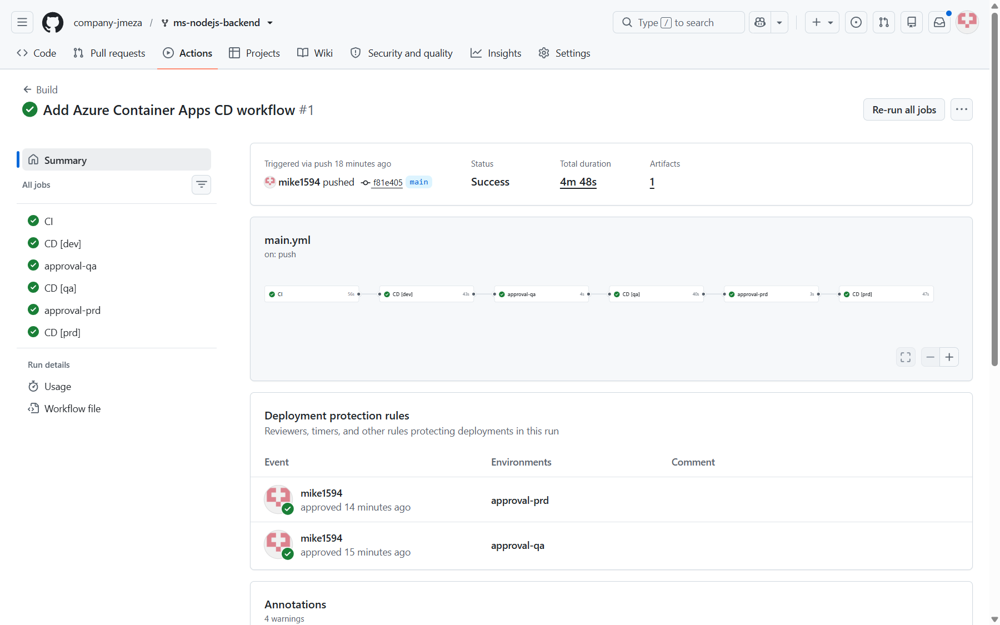 company-jmeza / ms-nodejs-backend
Type / to search
Code
Pull requests
Actions
Projects
Wiki
Security and quality
Insights
Settings
Build
Add Azure Container Apps CD workflow #1
Re-run all jobs
Summary
All jobs
CI
CD [dev]
approval-qa
CD [qa]
approval-prd
CD [prd]
Run details
Usage
Workflow file
Triggered via push 18 minutes ago
mike1594 pushed f81e405 main
Status
Success
Total duration
4m 48s
Artifacts
1
main.yml
on: push
CI 56s
CD [dev] 43s
approval-qa 4s
CD [qa] 40s
approval-prd 3s
CD [prd] 47s
Deployment protection rules
Reviewers, timers, and other rules protecting deployments in this run
Event Environments Comment
mike1594
approved 14 minutes ago
approval-prd
mike1594
approved 15 minutes ago
approval-qa
Annotations
4 warnings